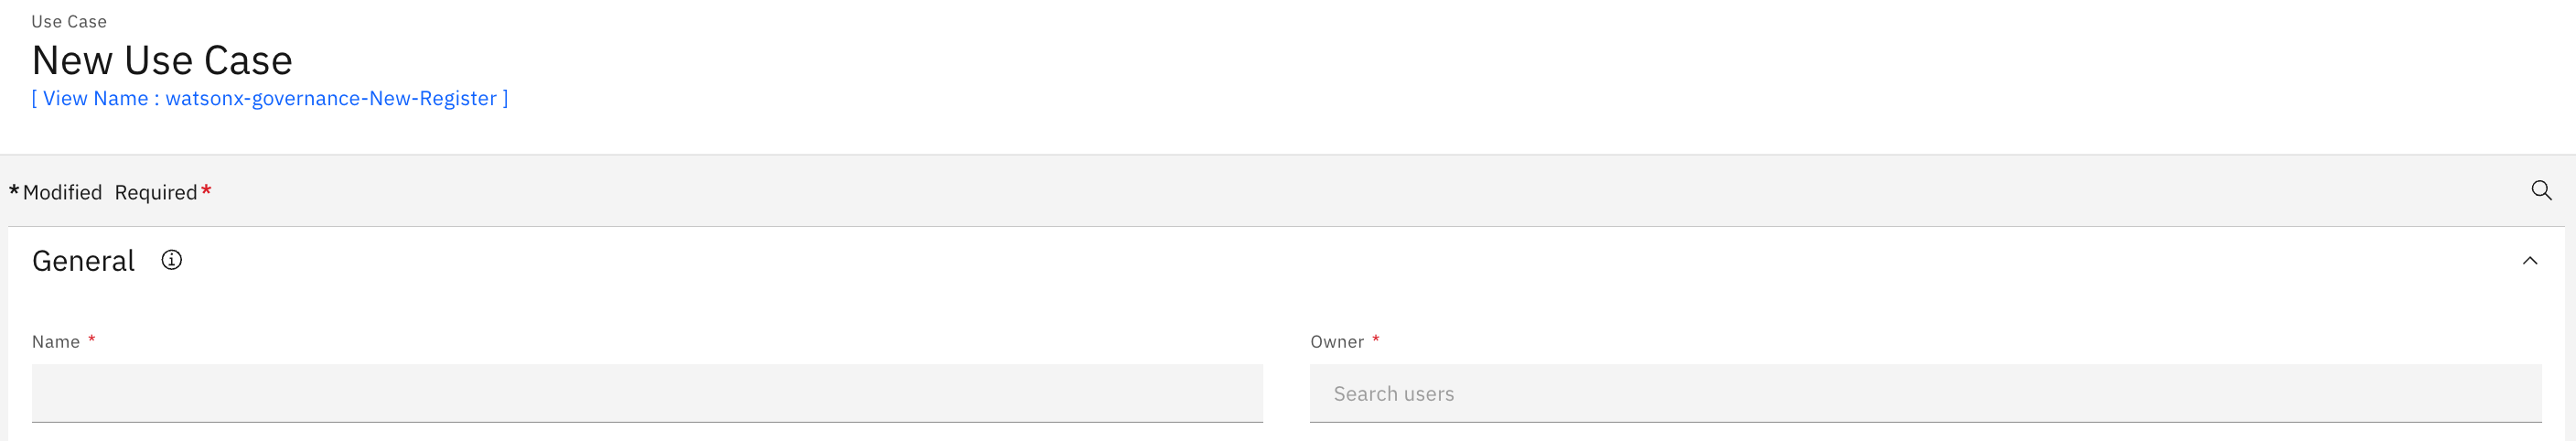 Use Case
New Use Case
[ View Name : watsonx-governance-New-Register ]
*Modified Required*
General
Name * Owner *
Search users